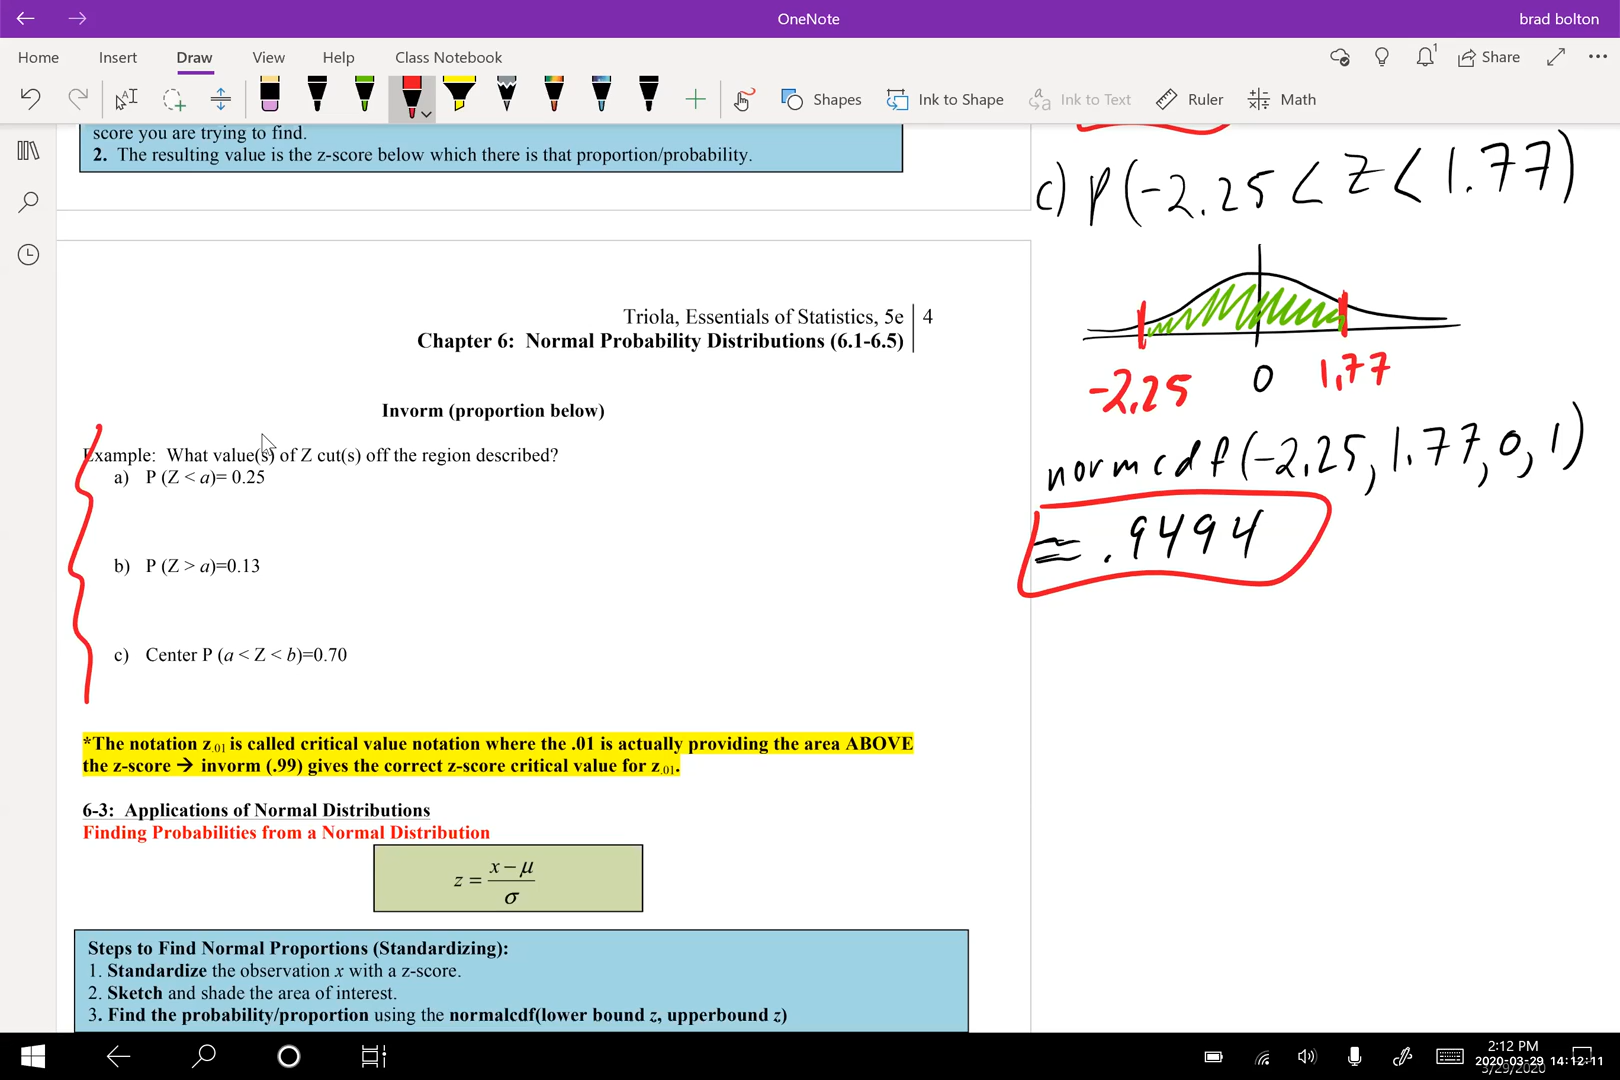 OneNote
brad bolton
Home Insert Draw View Help Class Notebook
1 Share
Shapes Ink to Shape Ink to Text Ruler Math
score you are trying to find.
2. The resulting value is the z-score below which there is that proportion/probability.
Triola, Essentials of Statistics, 5e 4
Chapter 6: Normal Probability Distributions (6.1-6.5)
Invorm (proportion below)
Example: What value(s) of Z cut(s) off the region described?
a) P (Z < a)= 0.25
b) P (Z > a)=0.13
c) Center P (a < Z < b)=0.70
*The notation z.01 is called critical value notation where the .01 is actually providing the area ABOVE
the z-score → invorm (.99) gives the correct z-score critical value for z.01.
6-3: Applications of Normal Distributions
Finding Probabilities from a Normal Distribution
z = x − μ
σ
Steps to Find Normal Proportions (Standardizing):
1. Standardize the observation x with a z-score.
2. Sketch and shade the area of interest.
3. Find the probability/proportion using the normalcdf(lower bound z, upperbound z)
c) P(-2.25 < Z < 1.77)
-2.25 0 1.77
normcdf(-2.25, 1.77, 0, 1)
≈ .9494
2:12 PM
2020-03-29 14:12:11
3/29/2020